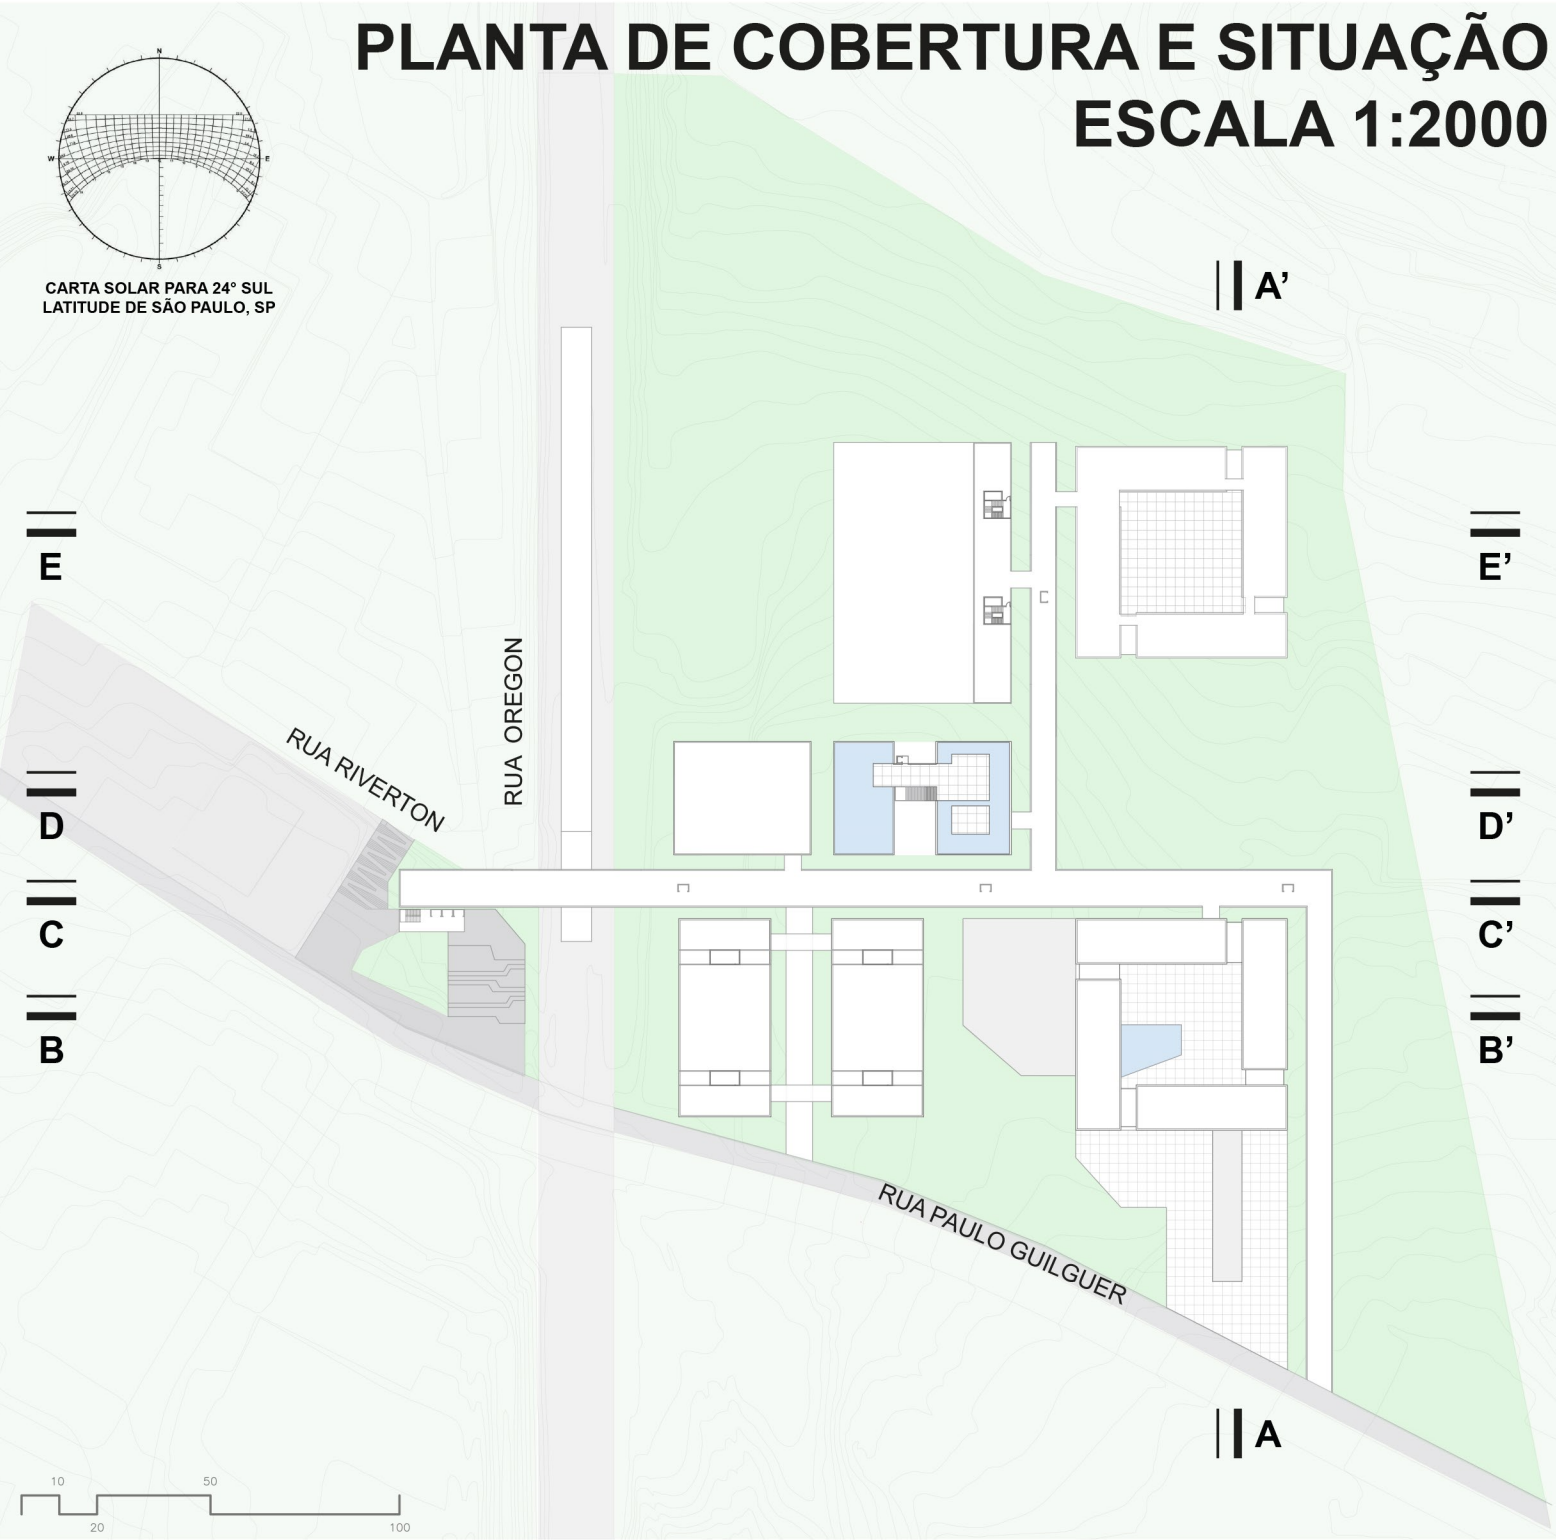 PLANTA DE COBERTURA E SITUAÇÃO
ESCALA 1:2000
N
W
E
S
CARTA SOLAR PARA 24° SUL
LATITUDE DE SÃO PAULO, SP
A’
E
E’
RUA OREGON
RUA RIVERTON
D
D’
C
C’
B
B’
RUA PAULO GUILGUER
A
10
50
20
100